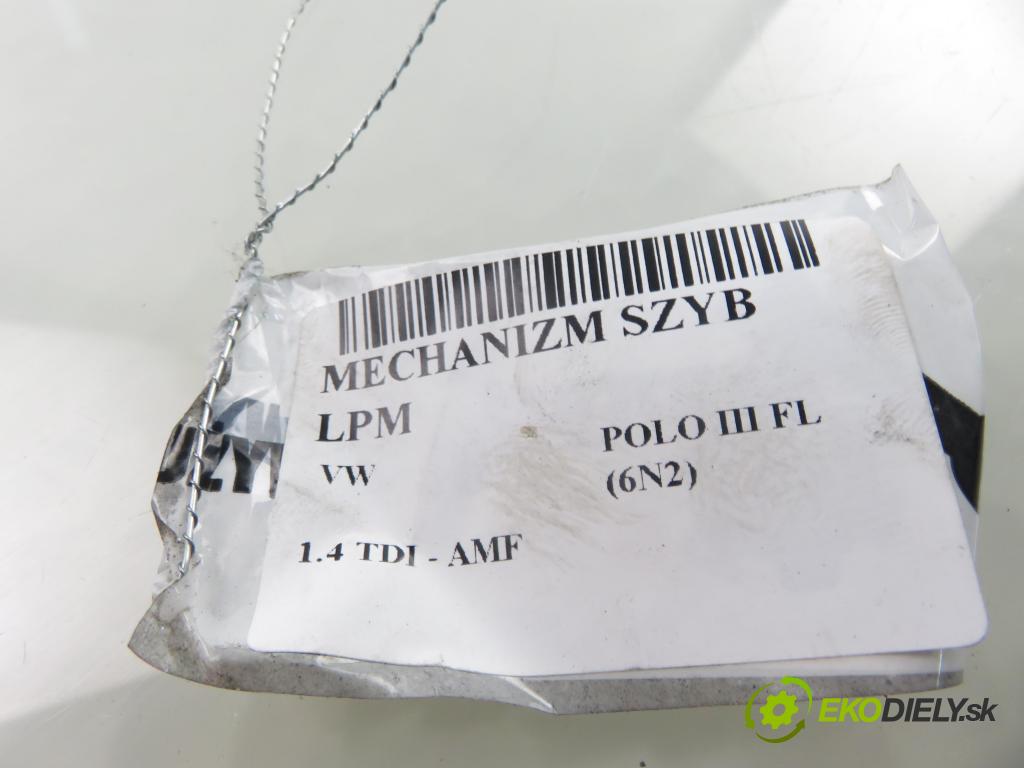 MECHANIZM SZYB
LPM
VW
POLO III FL
(6N2)
1.4 TDI - AMF
EKODIELY.sk